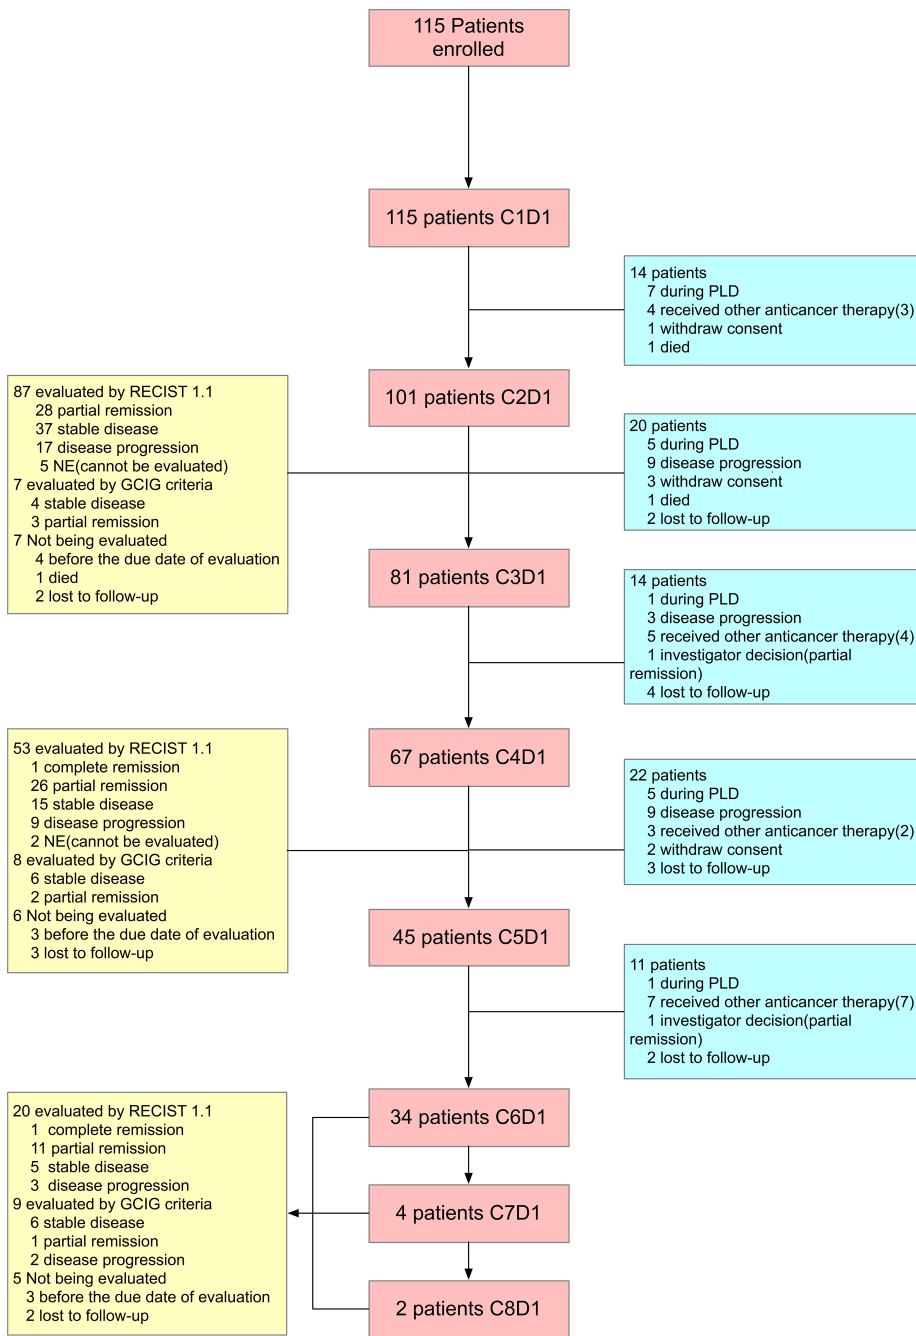 115 Patients
enrolled
115 patients C1D1
14 patients
7 during PLD
4 received other anticancer therapy(3)
1 withdraw consent
1 died
101 patients C2D1
87 evaluated by RECIST 1.1
28 partial remission
37 stable disease
17 disease progression
5 NE(cannot be evaluated)
7 evaluated by GCIG criteria
4 stable disease
3 partial remission
7 Not being evaluated
4 before the due date of evaluation
1 died
2 lost to follow-up
20 patients
5 during PLD
9 disease progression
3 withdraw consent
1 died
2 lost to follow-up
81 patients C3D1
14 patients
1 during PLD
3 disease progression
5 received other anticancer therapy(4)
1 investigator decision(partial
remission)
4 lost to follow-up
67 patients C4D1
53 evaluated by RECIST 1.1
1 complete remission
26 partial remission
15 stable disease
9 disease progression
2 NE(cannot be evaluated)
8 evaluated by GCIG criteria
6 stable disease
2 partial remission
6 Not being evaluated
3 before the due date of evaluation
3 lost to follow-up
22 patients
5 during PLD
9 disease progression
3 received other anticancer therapy(2)
2 withdraw consent
3 lost to follow-up
45 patients C5D1
11 patients
1 during PLD
7 received other anticancer therapy(7)
1 investigator decision(partial
remission)
2 lost to follow-up
34 patients C6D1
20 evaluated by RECIST 1.1
1 complete remission
11 partial remission
5 stable disease
3 disease progression
9 evaluated by GCIG criteria
6 stable disease
1 partial remission
2 disease progression
5 Not being evaluated
3 before the due date of evaluation
2 lost to follow-up
4 patients C7D1
2 patients C8D1